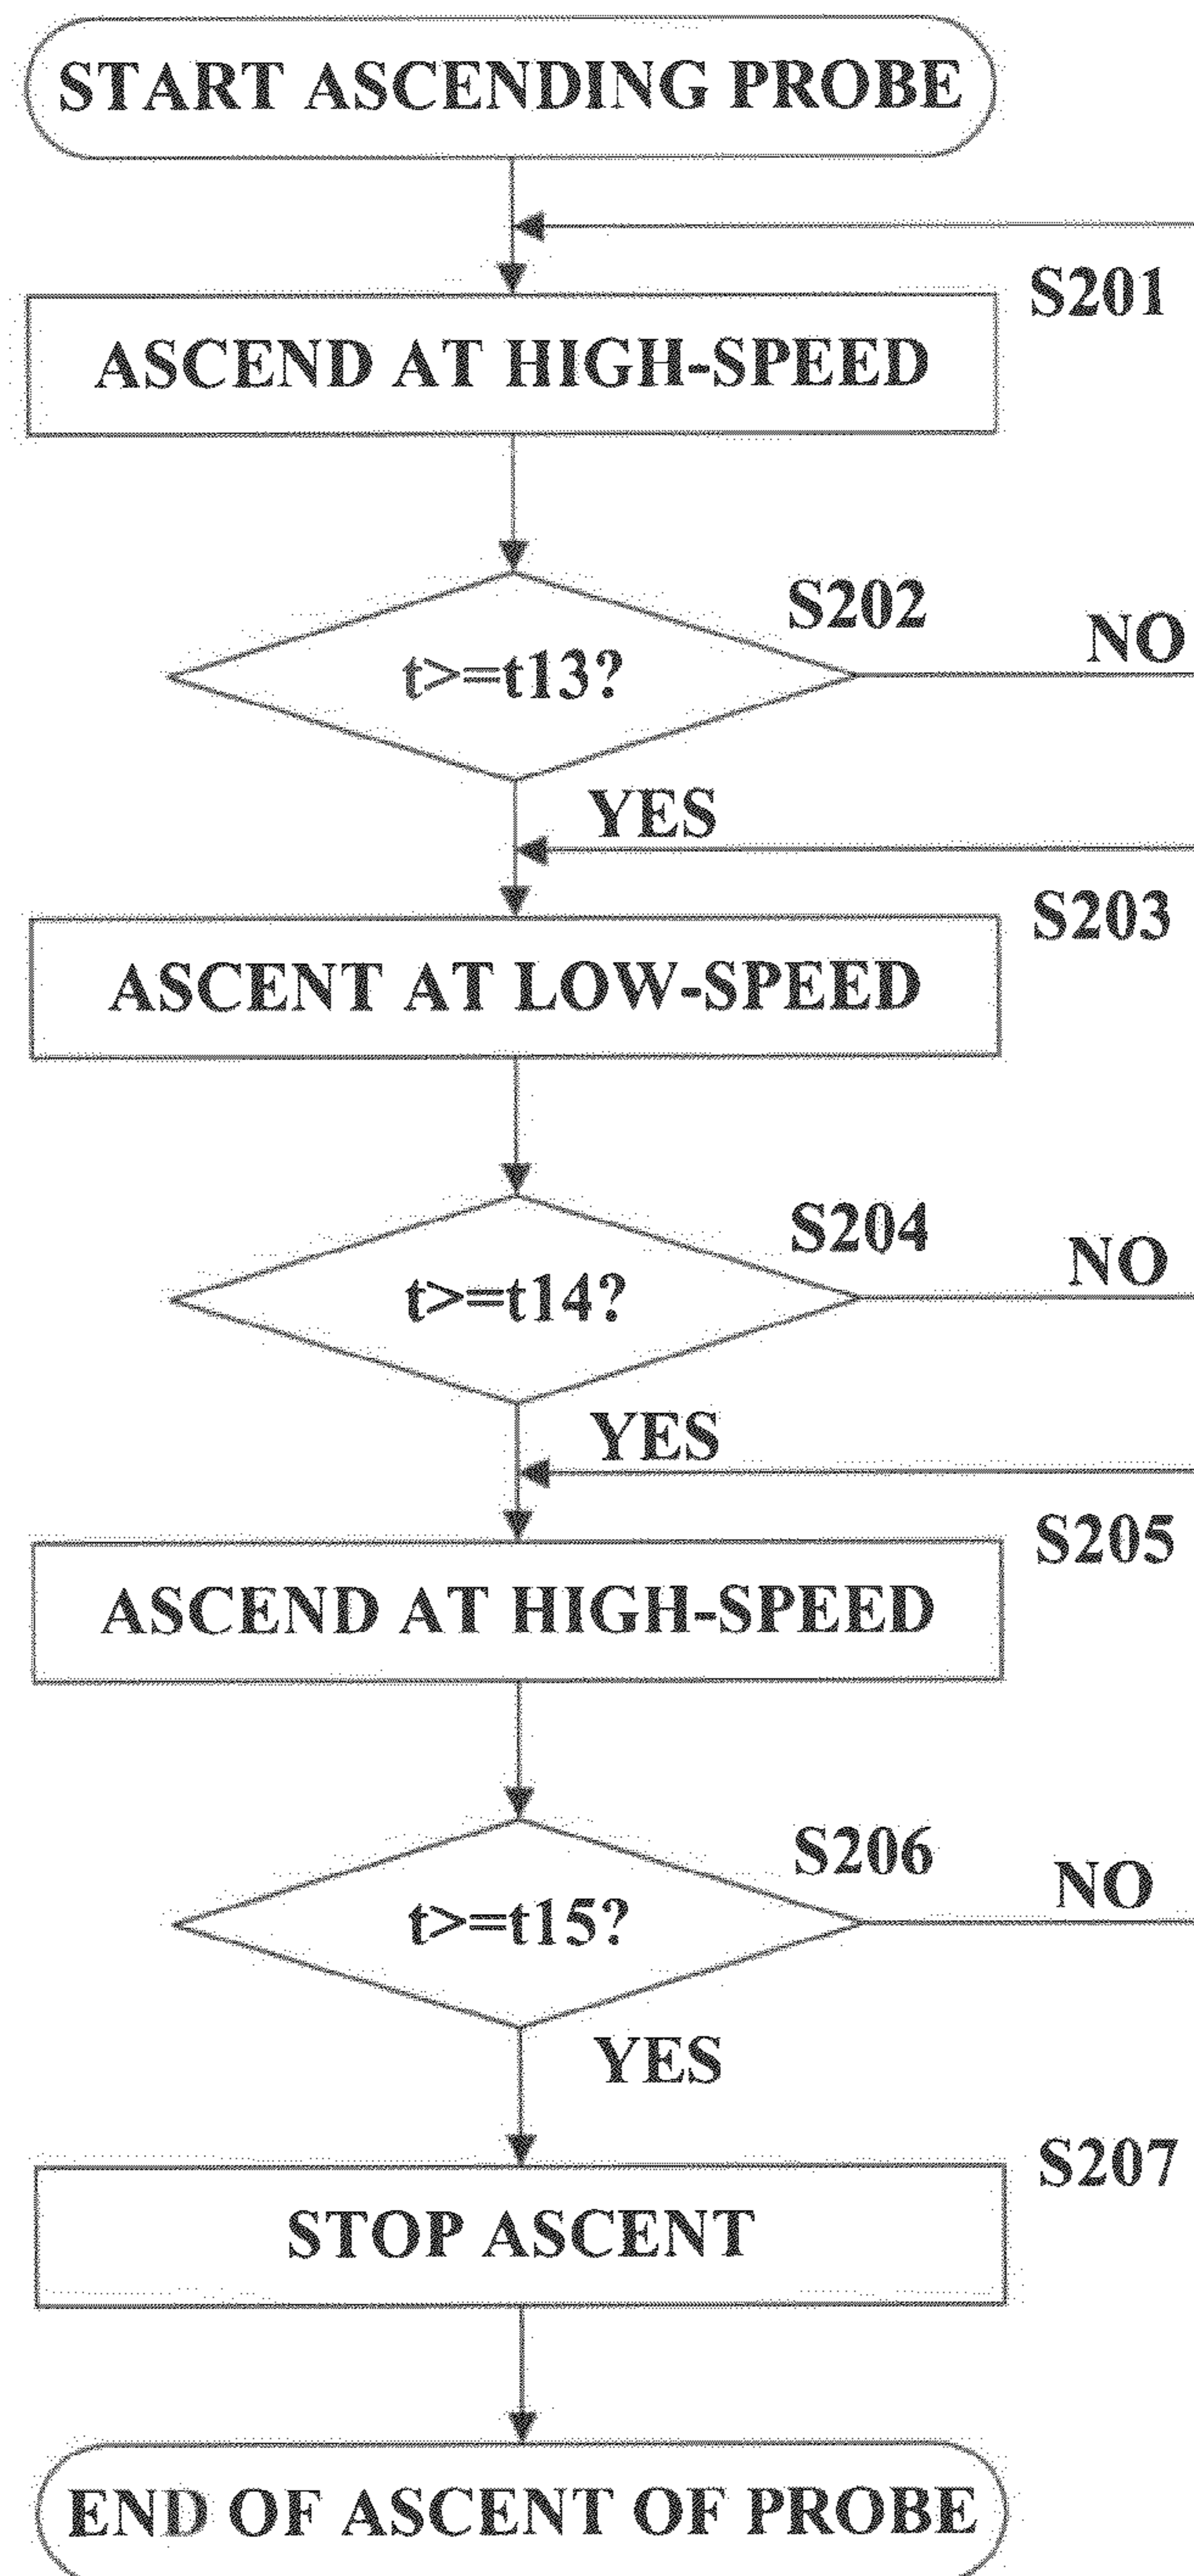 START ASCENDING PROBE
S201
ASCEND AT HIGH-SPEED
S202
NO
t>=t13?
YES
S203
ASCENT AT LOW-SPEED
S204
NO
t>=t14?
YES
S205
ASCEND AT HIGH-SPEED
S206
NO
t>=t15?
YES
S207
STOP ASCENT
END OF ASCENT OF PROBE